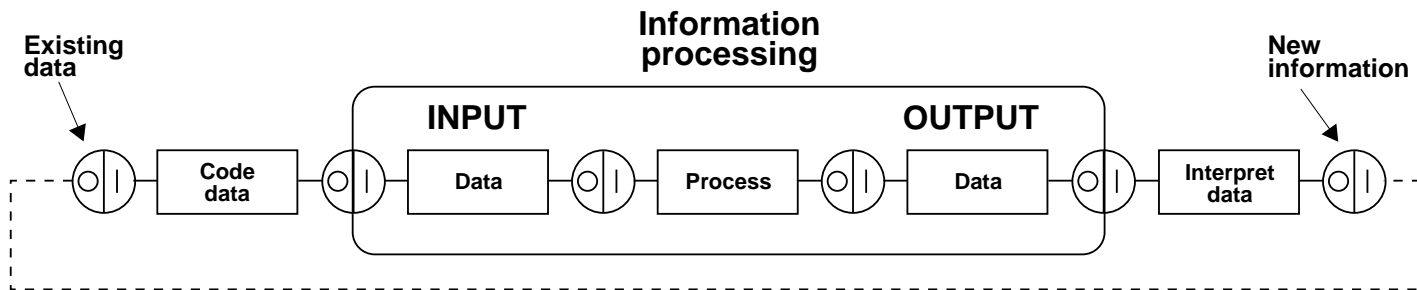 Information
processing
Existing
data
New
information
INPUT
OUTPUT
Code
data
Data
Process
Data
Interpret
data